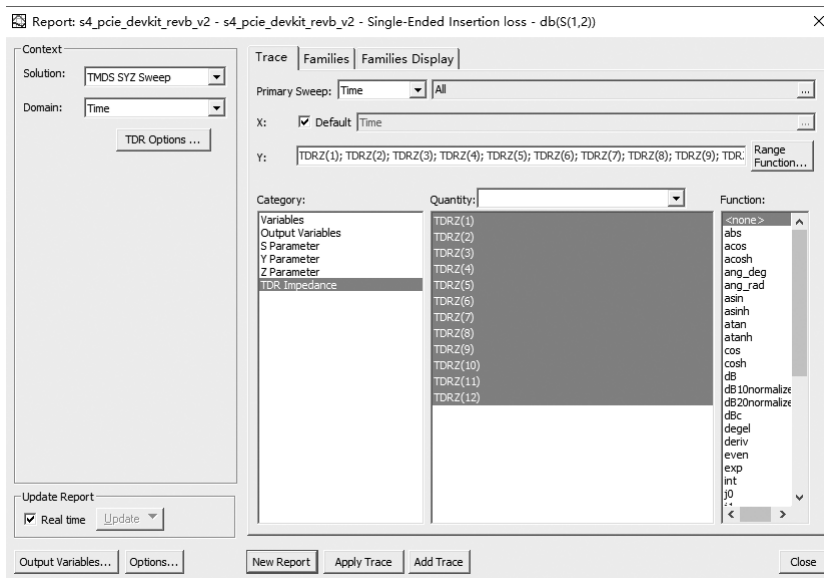 Report: s4_pcie_devkit_revb_v2 - s4_pcie_devkit_revb_v2 - Single-Ended Insertion loss - db(S(1,2))
Context
Solution: TMDS SYZ Sweep
Domain: Time
TDR Options ...
Update Report
Real time Update
Output Variables... Options...
Trace Families Families Display
Primary Sweep: Time All ...
X: Default Time ...
Y: TDRZ(1); TDRZ(2); TDRZ(3); TDRZ(4); TDRZ(5); TDRZ(6); TDRZ(7); TDRZ(8); TDRZ(9); TDR: Range Function...
Category:
Variables
Output Variables
S Parameter
Y Parameter
Z Parameter
TDR Impedance
Quantity:
TDRZ(1)
TDRZ(2)
TDRZ(3)
TDRZ(4)
TDRZ(5)
TDRZ(6)
TDRZ(7)
TDRZ(8)
TDRZ(9)
TDRZ(10)
TDRZ(11)
TDRZ(12)
Function:
<none>
abs
acos
acosh
ang_deg
ang_rad
asin
asinh
atan
atanh
cos
cosh
dB
dB10normalize
dB20normalize
dBc
degel
deriv
even
exp
int
j0
New Report Apply Trace Add Trace Close